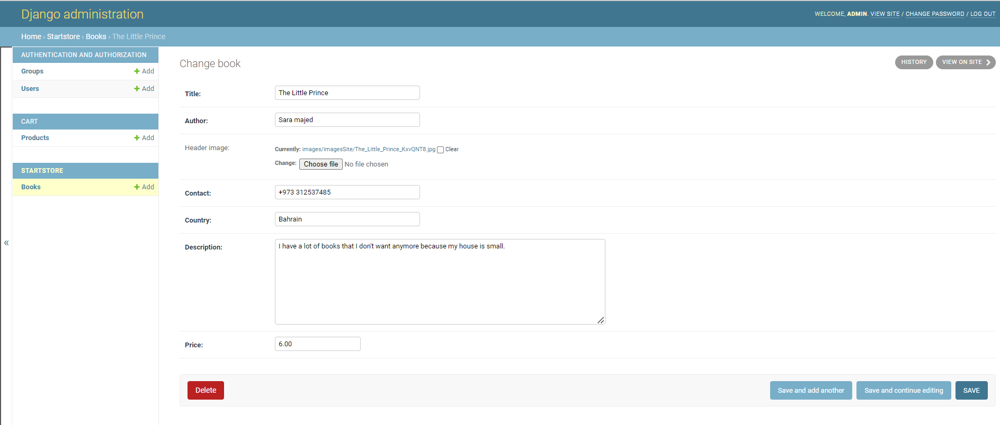 Django administration
WELCOME, ADMIN. VIEW SITE / CHANGE PASSWORD / LOG OUT
Home › Startstore › Books › The Little Prince
AUTHENTICATION AND AUTHORIZATION
Groups + Add
Users + Add
CART
Products + Add
STARTSTORE
Books + Add
«
Change book
HISTORY
VIEW ON SITE
Title: The Little Prince
Author: Sara majed
Header image: Currently: images/imagesSite/The_Little_Prince_KxvQNT8.jpg Clear
Change: Choose file No file chosen
Contact: +973 312537485
Country: Bahrain
Description: I have a lot of books that I don't want anymore because my house is small.
Price: 6.00
Delete
Save and add another
Save and continue editing
SAVE